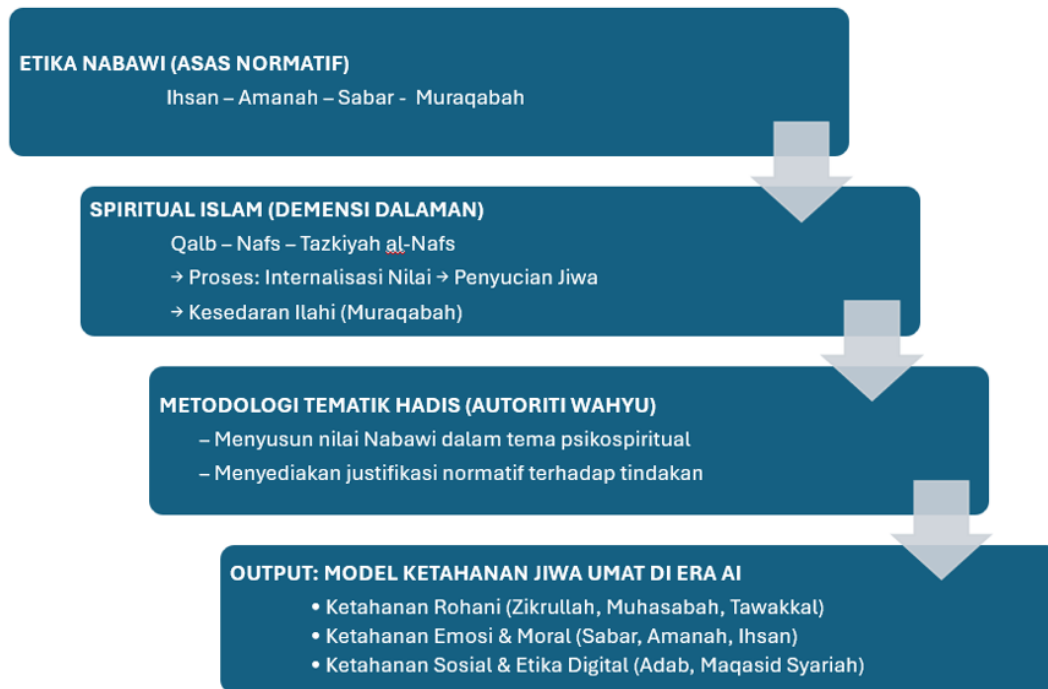 ETIKA NABAWI (ASAS NORMATIF)
Ihsan – Amanah – Sabar - Muraqabah
SPIRITUAL ISLAM (DEMENSI DALAMAN)
Qalb – Nafs – Tazkiyah al-Nafs
→ Proses: Internalisasi Nilai → Penyucian Jiwa
→ Kesedaran Ilahi (Muraqabah)
METODOLOGI TEMATIK HADIS (AUTORITI WAHYU)
– Menyusun nilai Nabawi dalam tema psikospiritual
– Menyediakan justifikasi normatif terhadap tindakan
OUTPUT: MODEL KETAHANAN JIWA UMAT DI ERA AI
• Ketahanan Rohani (Zikrullah, Muhasabah, Tawakkal)
• Ketahanan Emosi & Moral (Sabar, Amanah, Ihsan)
• Ketahanan Sosial & Etika Digital (Adab, Maqasid Syariah)